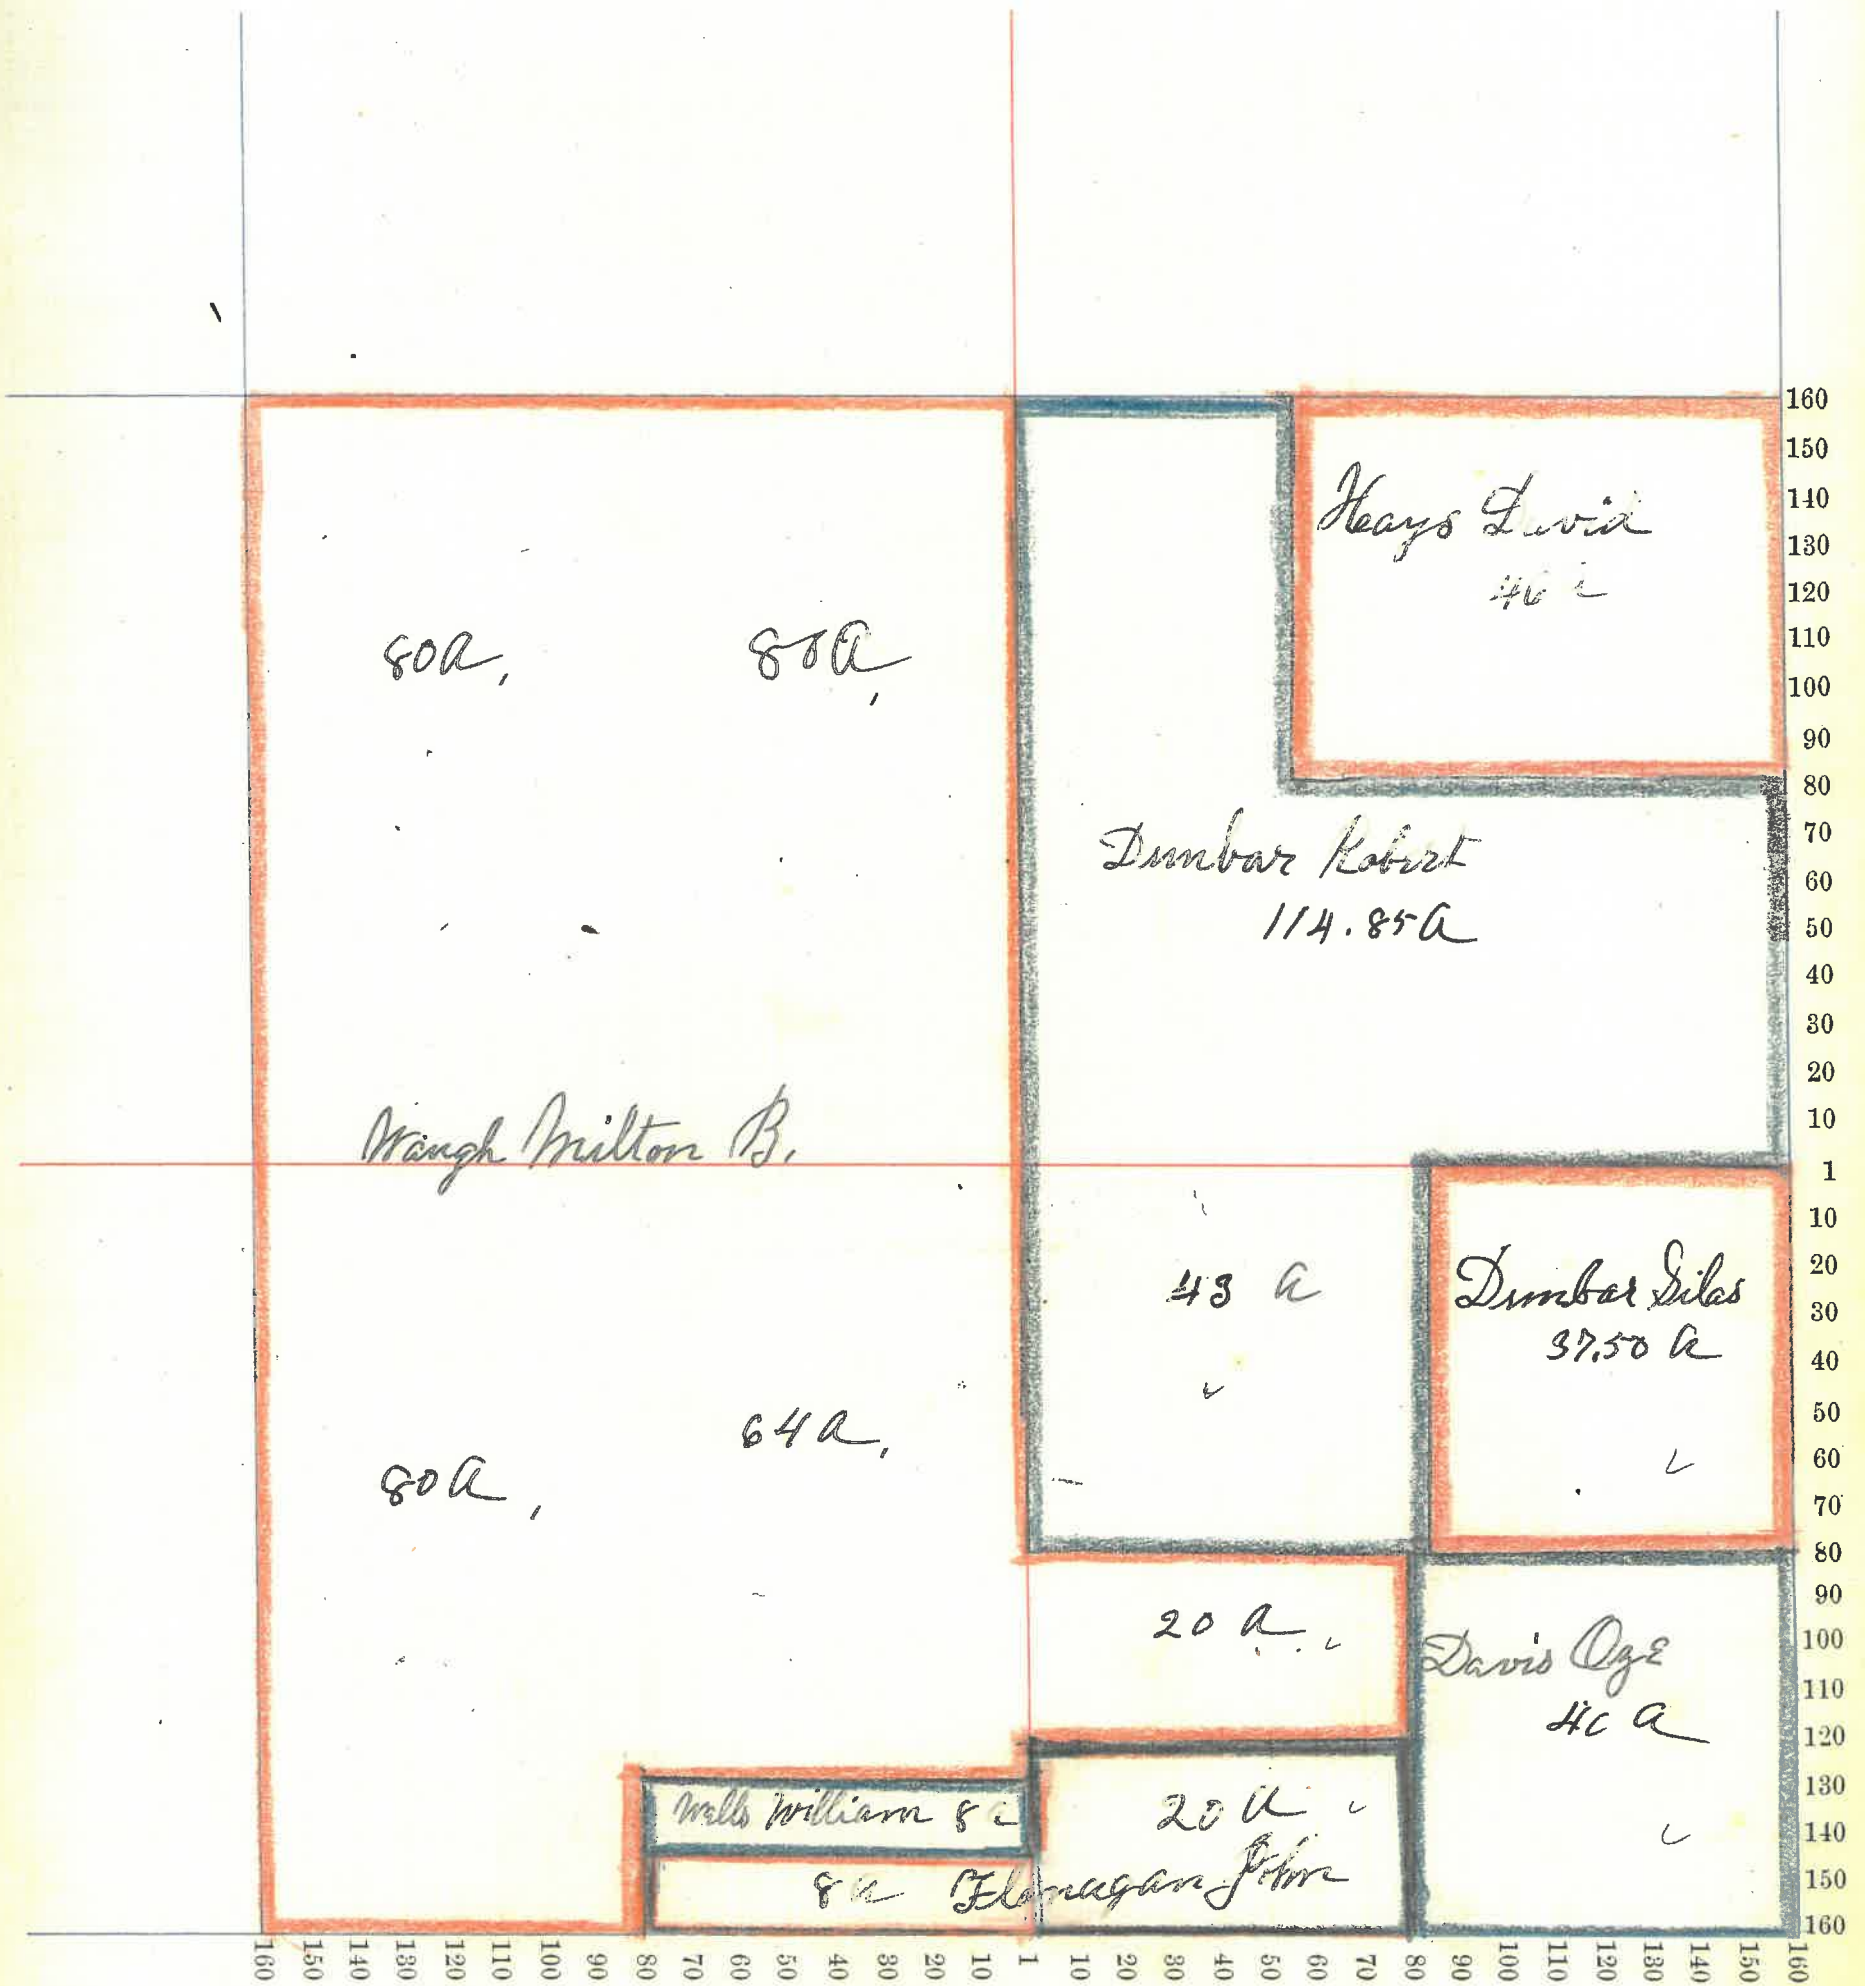 80a,
80a,
Waugh Milton B.
80a,
64a,
Hays David
46 a
Dunbar Robert
114.85a
43 a
Dunbar Silas
37.50 a
20 a
Davis Oze
40 a
Wells William 8 a
20 a
8 a Flanagan John
160
150
140
130
120
110
100
90
80
70
60
50
40
30
20
10
1
10
20
30
40
50
60
70
80
90
100
110
120
130
140
150
160
160 150 140 130 120 110 100 90 80 70 60 50 40 30 20 10 1 10 20 30 40 50 60 70 80 90 100 110 120 130 140 150 160